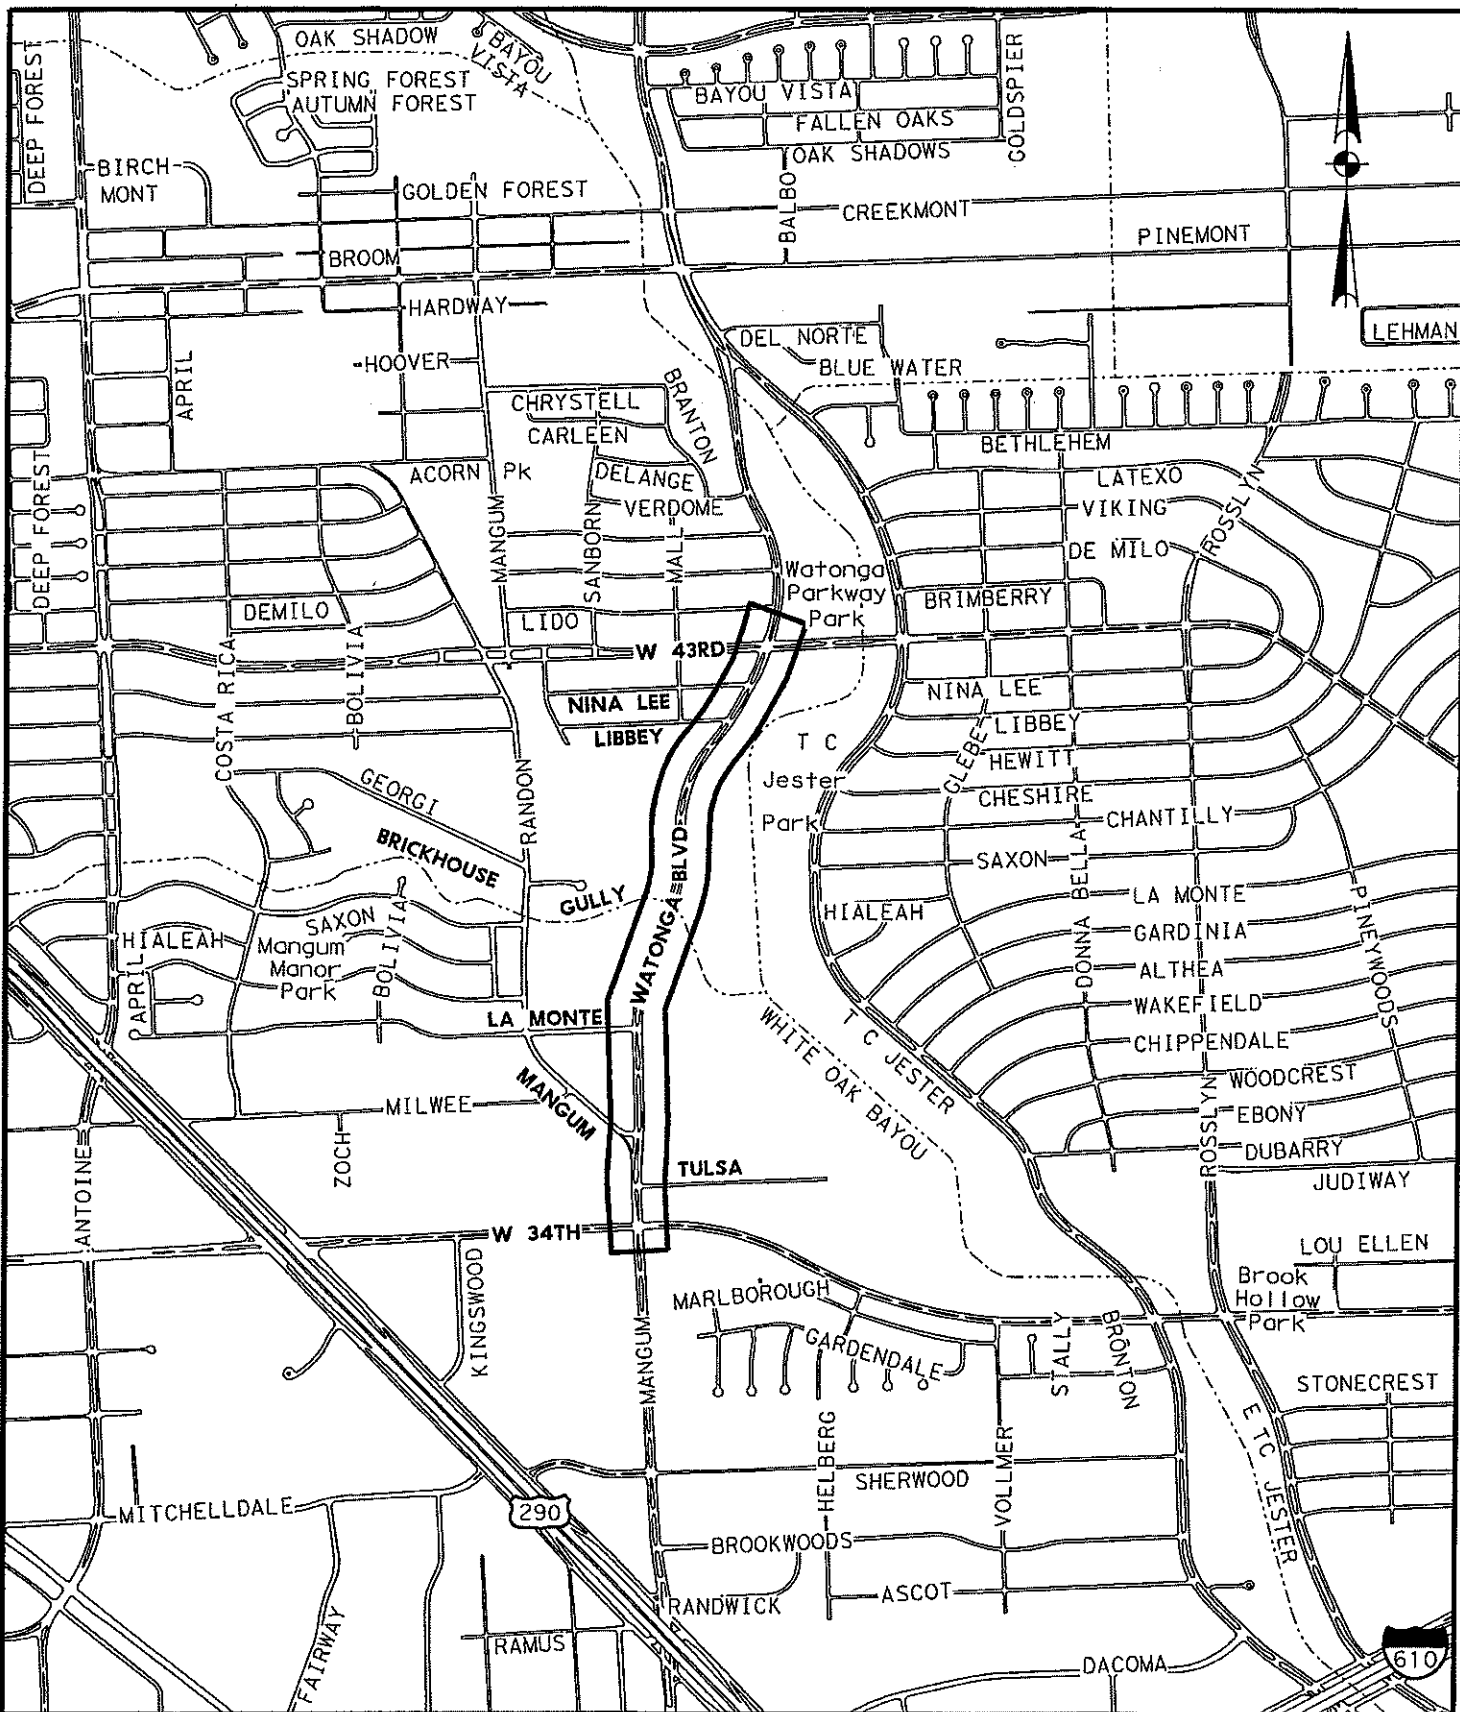 OAK SHADOW
BAYOU
VISTA
SPRING FOREST
AUTUMN FOREST
DEEP FOREST
BAYOU VISTA
FALLEN OAKS
OAK SHADOWS
GOLDSPIER
BIRCH-
MONT
GOLDEN FOREST
BALBO
CREEKMONT
PINEMONT
BROOM
HARDWAY
DEL NORTE
LEHMAN
HOOVER
BLUE WATER
APRIL
CHRYSTELL
BRANTON
CARLEEN
BETHLEHEM
ACORN
Pk
DELANGE
LATEXO
DEEP FOREST
MANGUM
SANBORN
VERDOME
MALL
VIKING
ROSSLYN
DE MILO
Watonga
Parkway
Park
BRIMBERRY
DEMILO
LIDO
COSTA RICA
BOLIVIA
W 43RD
NINA LEE
NINA LEE
LIBBEY
LIBBEY
GLEBE
T C
Jester
Park
HEWITT
GEORGI
RANDON
CHESHIRE
CHANTILLY
BRICKHOUSE
GULLY
WATONGA BLVD
SAXON
DONNA BELLA
LA MONTE
PINEYWOODS
SAXON
HIALEAH
HIALEAH
Mangum
Manor
Park
BOLIVIA
GARDINIA
APRIL
ALTHEA
WAKEFIELD
LA MONTE
T C JESTER
WHITE OAK BAYOU
CHIPPENDALE
MANGUM
WOODCREST
MILWEE
EBONY
ZOCH
ROSSLYN
DUBARRY
ANTOINE
TULSA
JUDIWAY
W 34TH
KINGSWOOD
LOU ELLEN
Brook
Hollow
Park
MARLBOROUGH
MANGUM
GARDENDALE
STALLY
BRONTON
STONECREST
HELBERG
VOLLMER
E TC JESTER
SHERWOOD
MITCHELLDALE
290
BROOKWOODS
RANDWICK
ASCOT
FAIRWAY
RAMUS
DACOMA
610